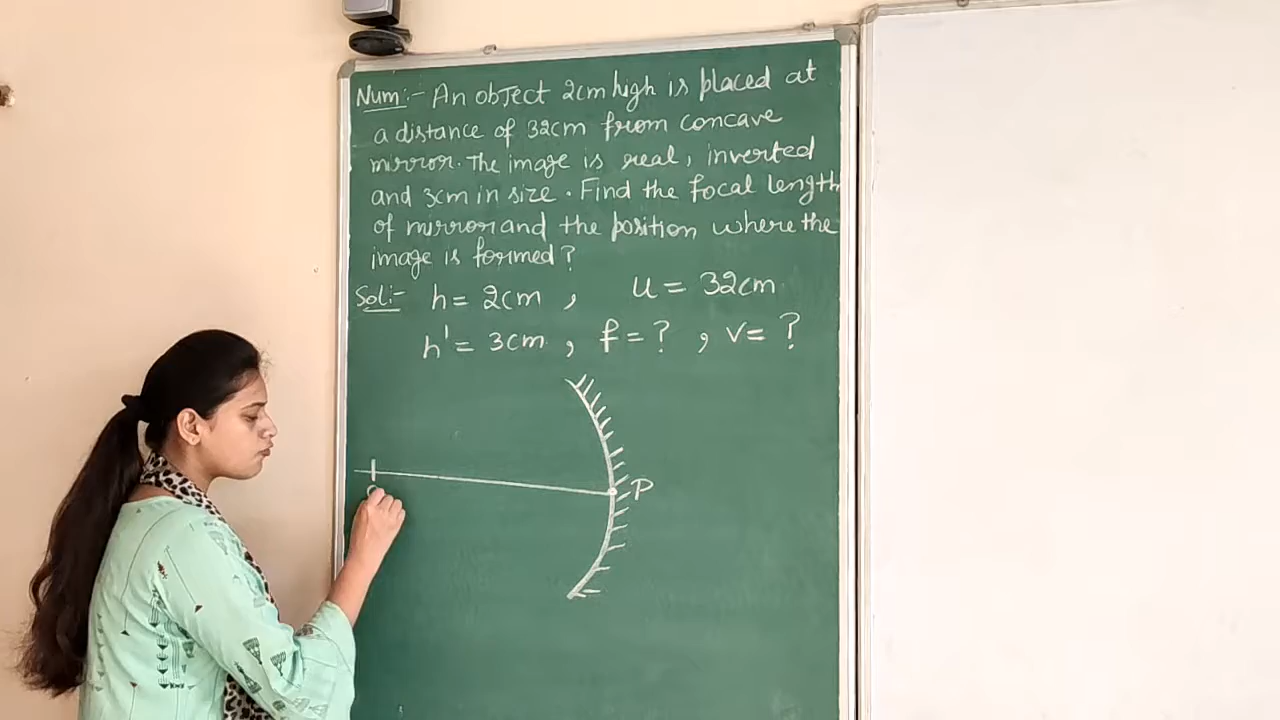 Num:- An object 2cm high is placed at
a distance of 32cm from concave
mirror. The image is real, inverted
and 3cm in size. Find the focal length
of mirror and the position where the
image is formed?
Sol:- h = 2cm , u = 32cm
h' = 3cm , f = ? , v = ?
P